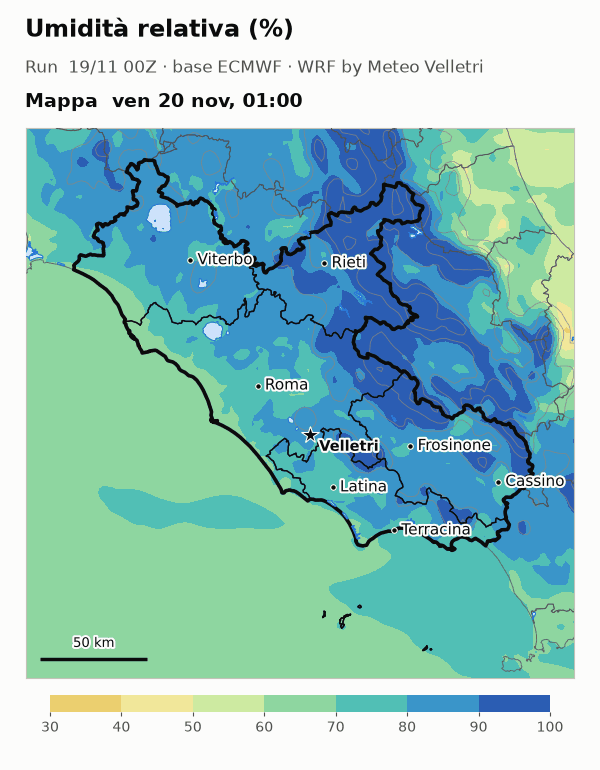 Umidità relativa (%)
Run 19/11 00Z · base ECMWF · WRF by Meteo Velletri
Mappa ven 20 nov, 01:00
Viterbo
Rieti
Roma
Velletri
Frosinone
Cassino
Latina
Terracina
50 km
30 40 50 60 70 80 90 100